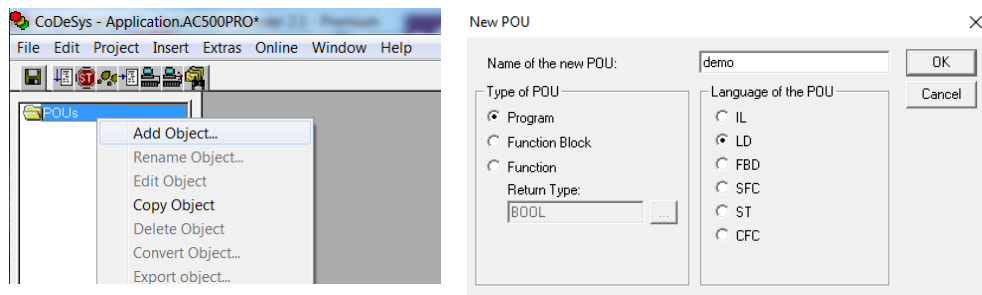 CoDeSys - Application.AC500PRO*
File Edit Project Insert Extras Online Window Help
ST
POUs
Add Object...
Rename Object...
Edit Object
Copy Object
Delete Object
Convert Object...
Export object...
New POU
Name of the new POU:
demo
OK
Cancel
Type of POU
Program
Function Block
Function
Return Type:
BOOL
...
Language of the POU
IL
LD
FBD
SFC
ST
CFC